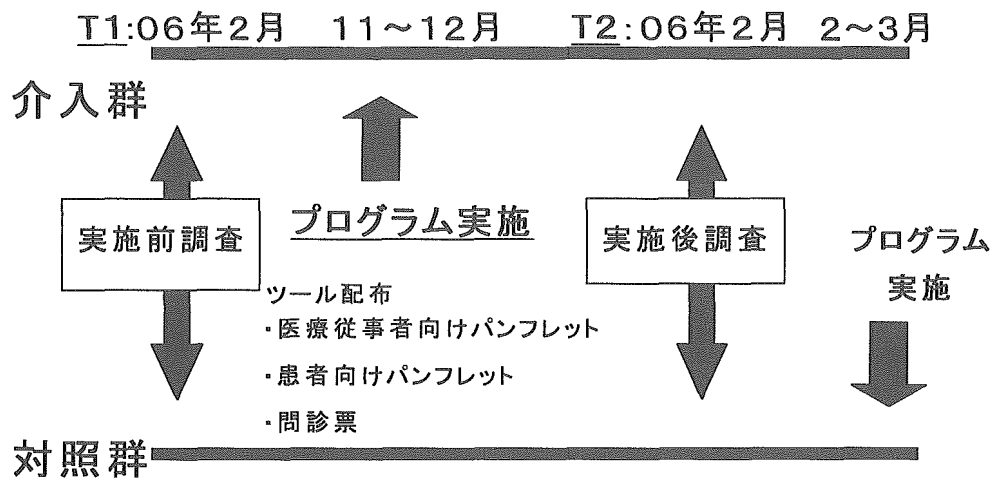 T1:06年2月 11～12月 T2:06年2月 2～3月
介入群
実施前調査
プログラム実施
ツール配布
・医療従事者向けパンフレット
・患者向けパンフレット
・問診票
実施後調査
プログラム
実施
対照群